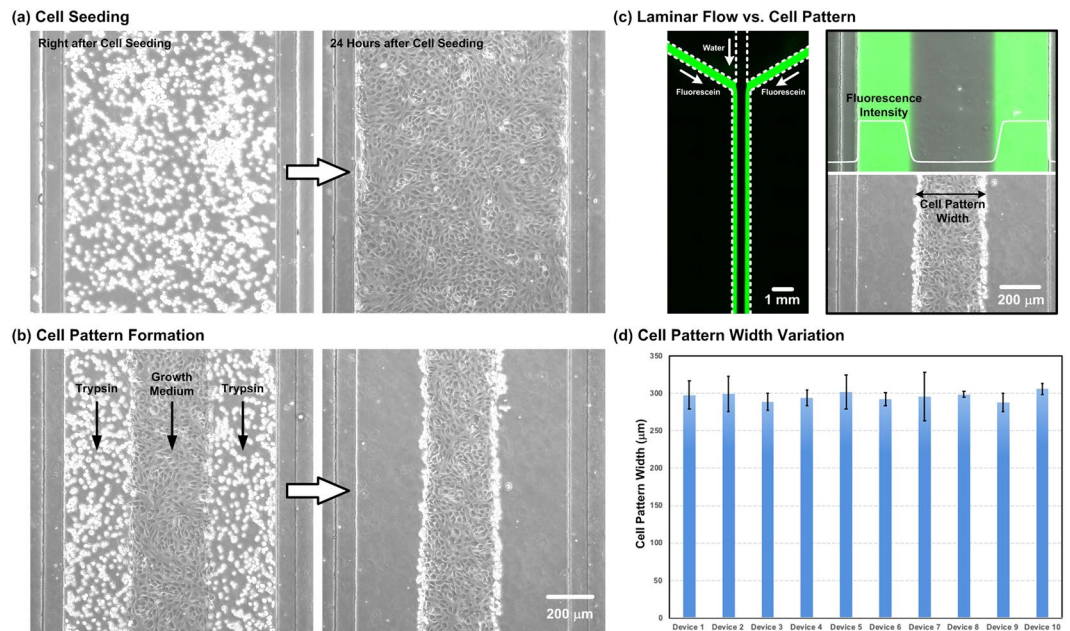 (a) Cell Seeding
Right after Cell Seeding
24 Hours after Cell Seeding
(b) Cell Pattern Formation
Trypsin
Growth
Medium
Trypsin
200 μm
(c) Laminar Flow vs. Cell Pattern
Water
Fluorescein
Fluorescein
1 mm
Fluorescence
Intensity
Cell Pattern
Width
200 μm
(d) Cell Pattern Width Variation
Cell Pattern Width (μm)
350
300
250
200
150
100
50
0
Device 1 Device 2 Device 3 Device 4 Device 5 Device 6 Device 7 Device 8 Device 9 Device 10